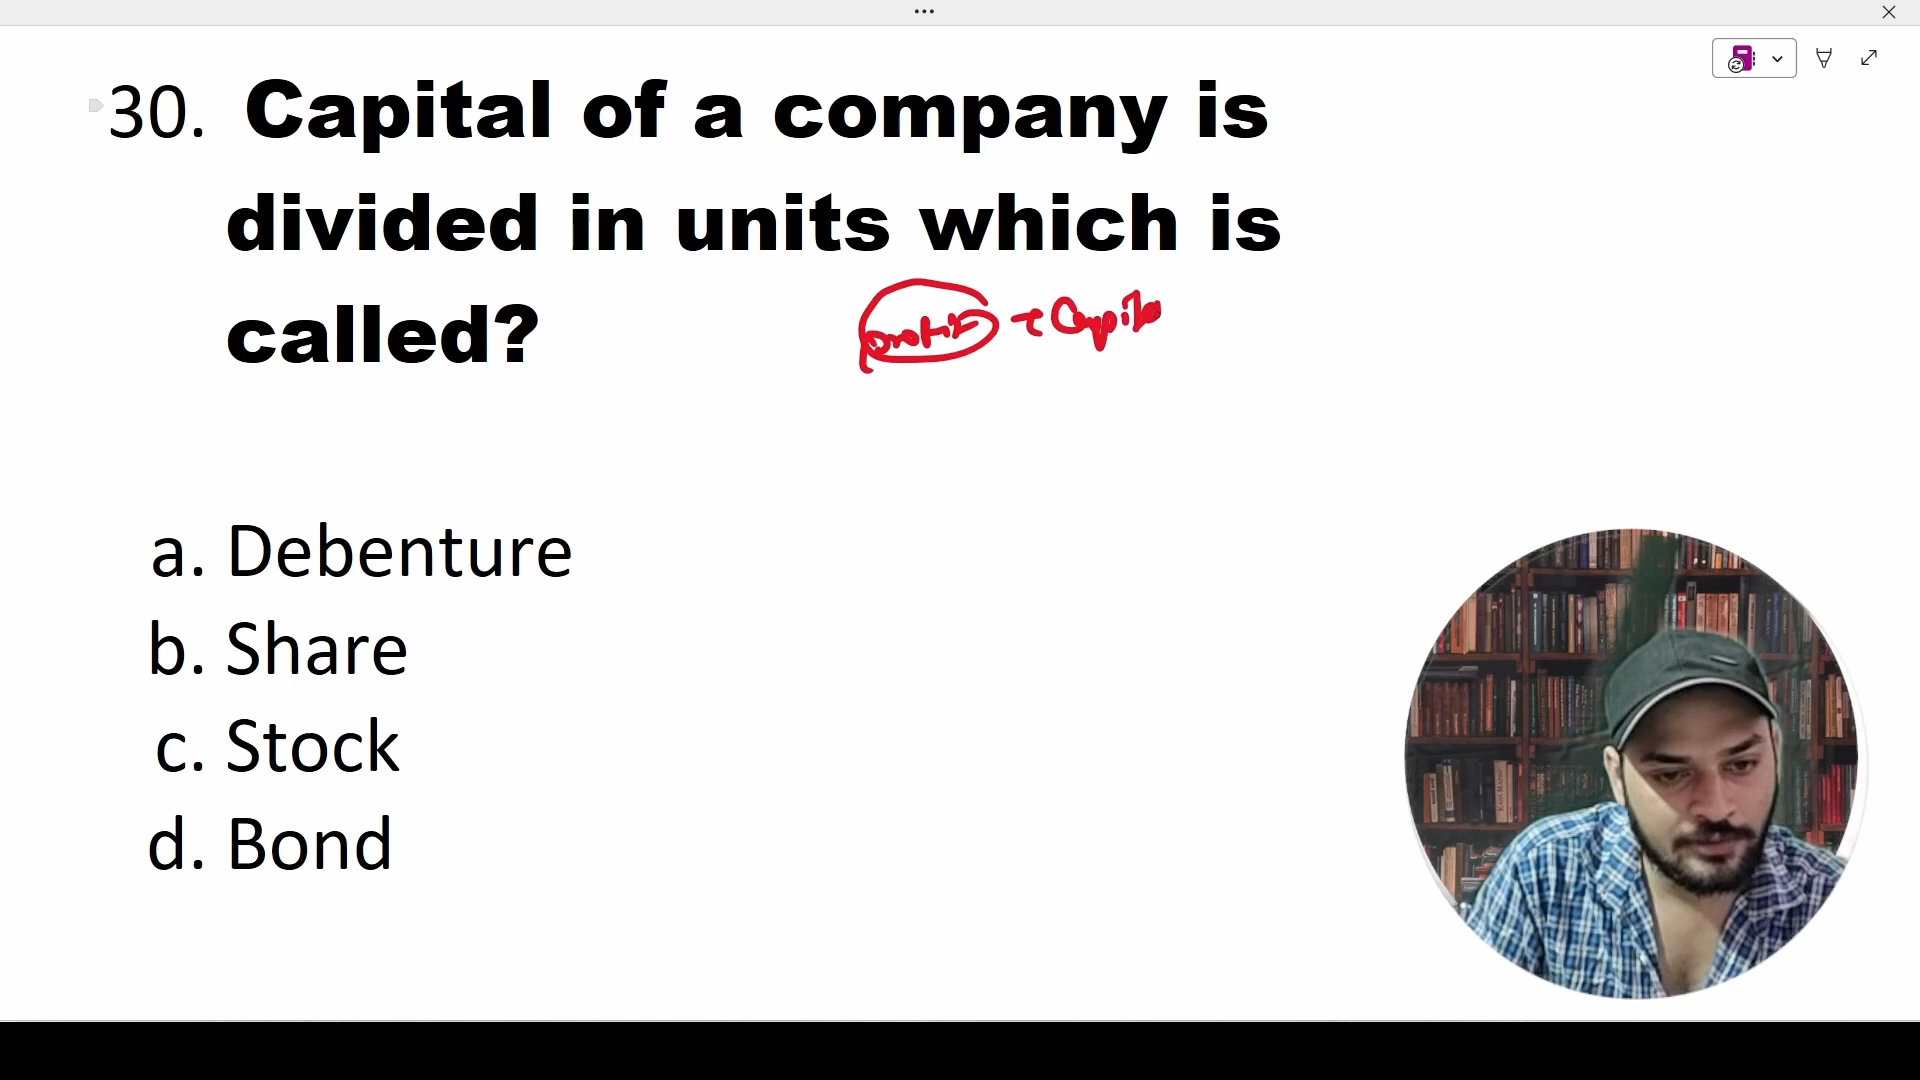 30. Capital of a company is
divided in units which is
called?
a. Debenture
b. Share
c. Stock
d. Bond